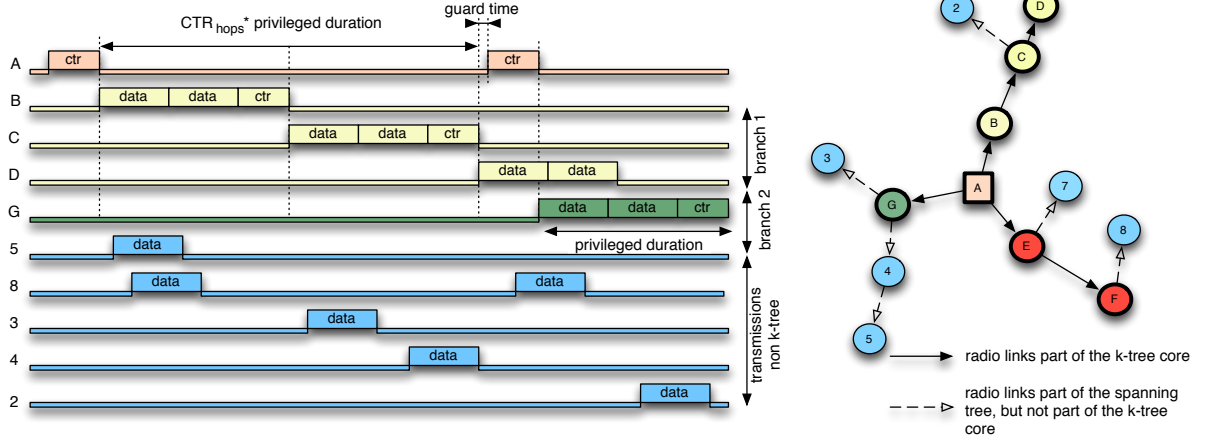 guard time
CTR hops* privileged duration
A
ctr
ctr
B
data data ctr
C
data data ctr
D
data data
G
data data ctr
privileged duration
5
data
8
data
data
3
data
4
data
2
data
branch 1
branch 2
transmissions
non k-tree
2
D
C
B
3
A
7
G
E
8
4
F
5
radio links part of the k-tree core
radio links part of the spanning
tree, but not part of the k-tree
core